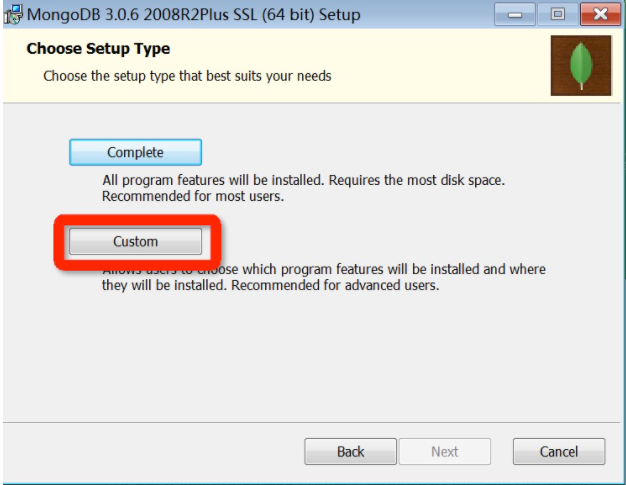 MongoDB 3.0.6 2008R2Plus SSL (64 bit) Setup
Choose Setup Type
Choose the setup type that best suits your needs
Complete
All program features will be installed. Requires the most disk space.
Recommended for most users.
Custom
Allows users to choose which program features will be installed and where
they will be installed. Recommended for advanced users.
Back
Next
Cancel